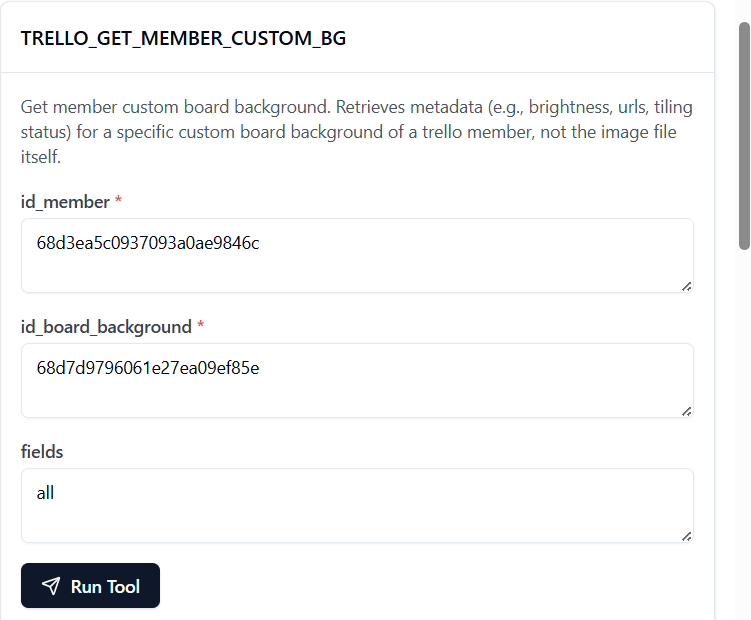 TRELLO_GET_MEMBER_CUSTOM_BG
Get member custom board background. Retrieves metadata (e.g., brightness, urls, tiling
status) for a specific custom board background of a trello member, not the image file
itself.
id_member *
68d3ea5c0937093a0ae9846c
id_board_background *
68d7d9796061e27ea09ef85e
fields
all
Run Tool